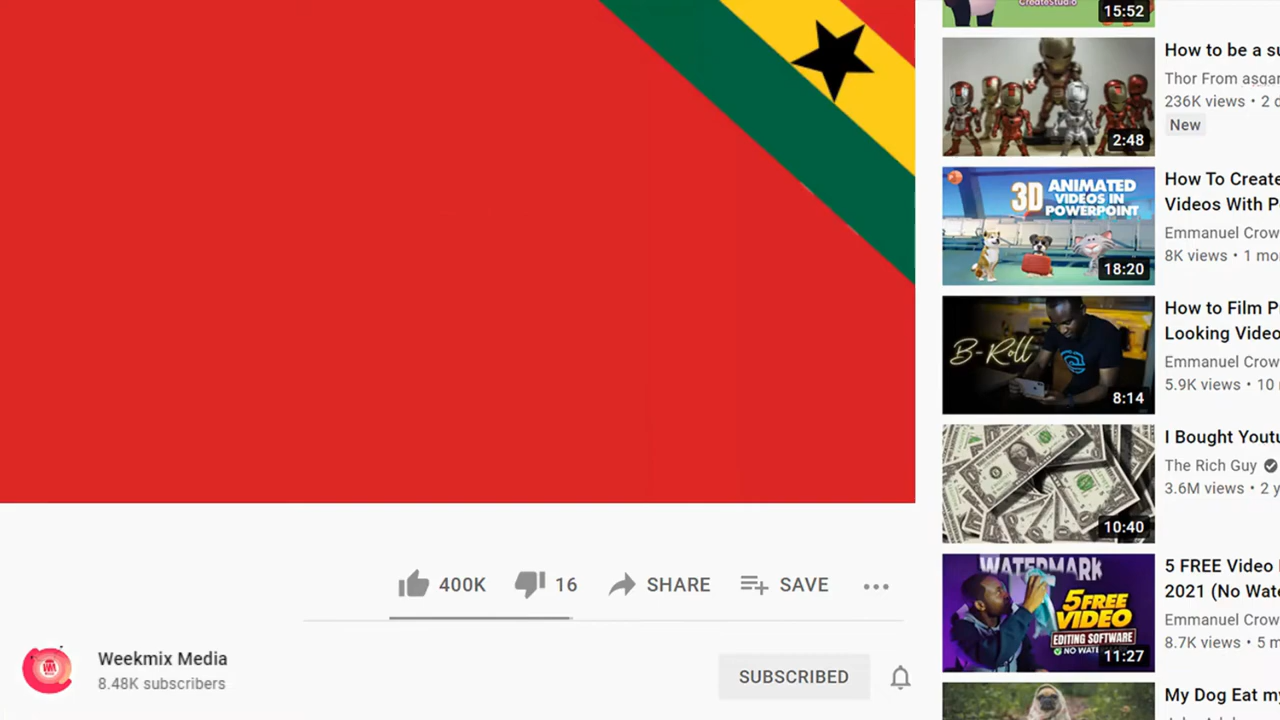 CreateStudio
15:52
How to be a su
Thor From asgar
236K views • 2 d
New
2:48
3D ANIMATED
VIDEOS IN
POWERPOINT
18:20
How To Create
Videos With P
Emmanuel Crow
8K views • 1 mo
B-Roll
8:14
How to Film P
Looking Video
Emmanuel Crow
5.9K views • 10
10:40
I Bought Youtu
The Rich Guy
3.6M views • 2 y
WATERMARK
5 FREE
VIDEO
EDITING SOFTWARE
NO WATE
11:27
5 FREE Video
2021 (No Wate
Emmanuel Crow
8.7K views • 5 m
My Dog Eat my
400K
16
SHARE
SAVE
Weekmix Media
8.48K subscribers
SUBSCRIBED